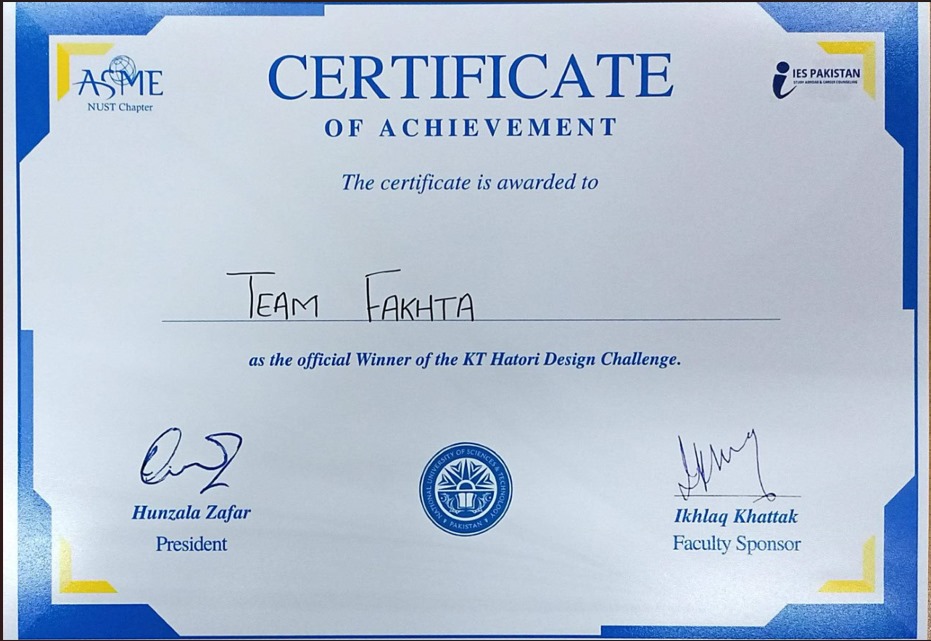 ASME
NUST Chapter
IES PAKISTAN
STUDY ABROAD & CAREER COUNSELING
CERTIFICATE
OF ACHIEVEMENT
The certificate is awarded to
TEAM FAKHTA
as the official Winner of the KT Hatori Design Challenge.
NATIONAL UNIVERSITY OF SCIENCES & TECHNOLOGY
PAKISTAN
Hunzala Zafar
President
Ikhlaq Khattak
Faculty Sponsor